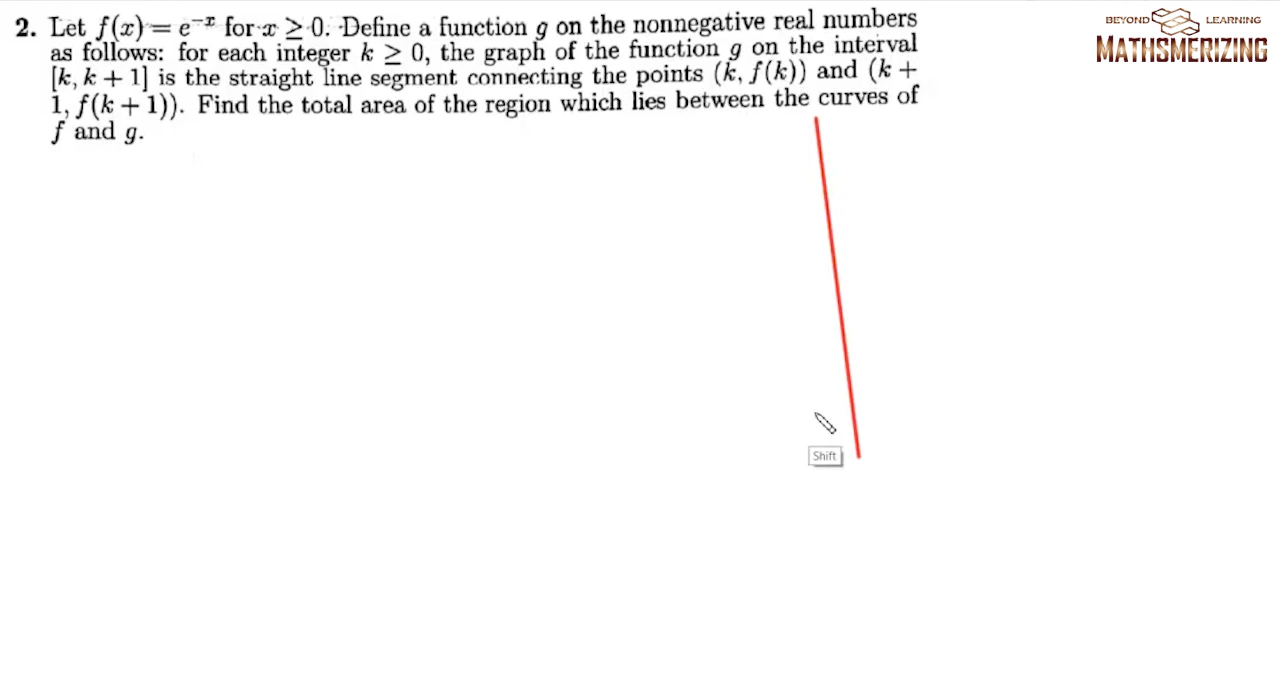 2. Let f(x) = e^{-x} for x ≥ 0. Define a function g on the nonnegative real numbers
as follows: for each integer k ≥ 0, the graph of the function g on the interval
[k, k + 1] is the straight line segment connecting the points (k, f(k)) and (k +
1, f(k + 1)). Find the total area of the region which lies between the curves of
f and g.
BEYOND LEARNING
MATHSMERIZING
Shift